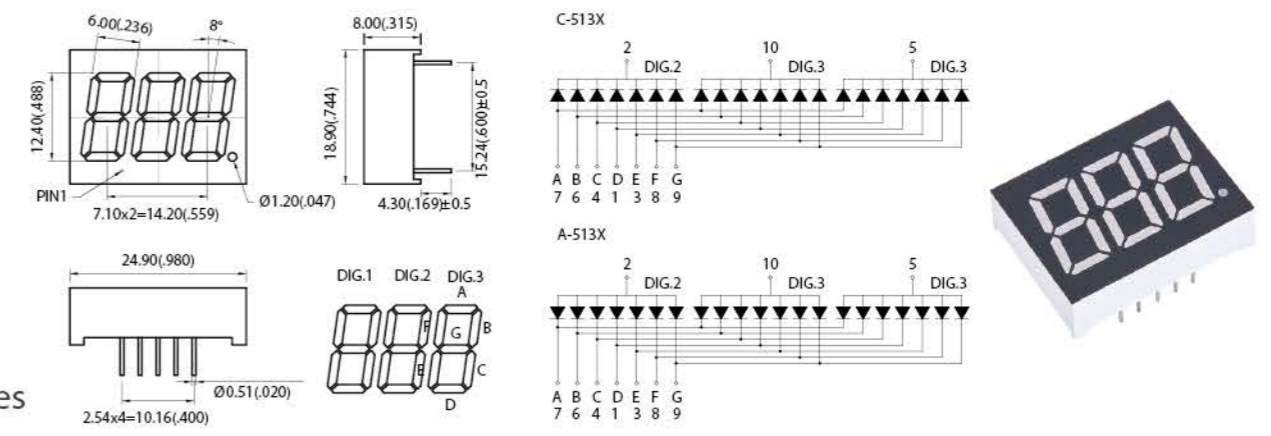 6.00(.236)
8°
12.40(.488)
PIN1
7.10x2=14.20(.559)
Ø1.20(.047)
8.00(.315)
18.90(.744)
15.24(.600)±0.5
4.30(.169)±0.5
24.90(.980)
Ø0.51(.020)
2.54x4=10.16(.400)
es
DIG.1 DIG.2 DIG.3
A
F G B
E C
D
C-513X
2 10 5
DIG.2 DIG.3 DIG.3
A B C D E F G
7 6 4 1 3 8 9
A-513X
2 10 5
DIG.2 DIG.3 DIG.3
A B C D E F G
7 6 4 1 3 8 9